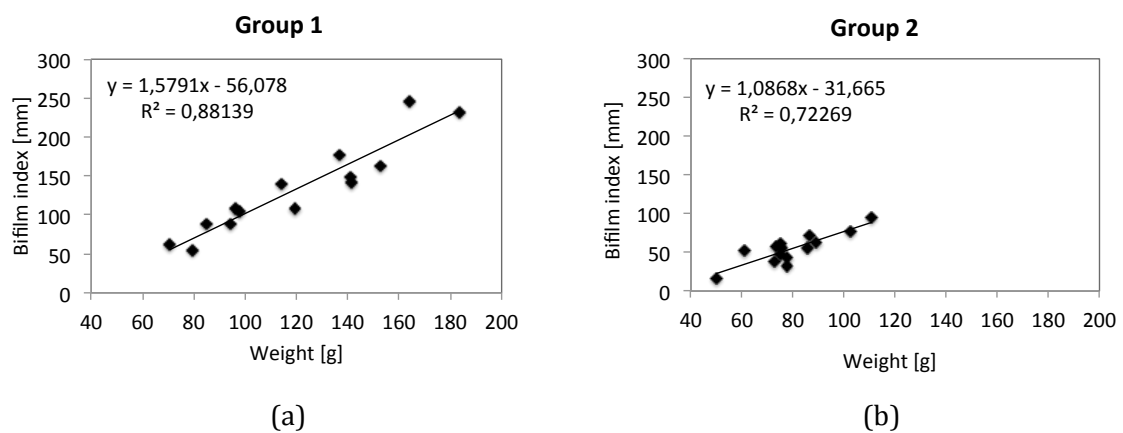 Group 1
300
250
200
150
100
50
0
Bifilm index [mm]
y = 1,5791x - 56,078
R² = 0,88139
40 60 80 100 120 140 160 180 200
Weight [g]
(a)
Group 2
300
250
200
150
100
50
0
Bifilm index [mm]
y = 1,0868x - 31,665
R² = 0,72269
40 60 80 100 120 140 160 180 200
Weight [g]
(b)